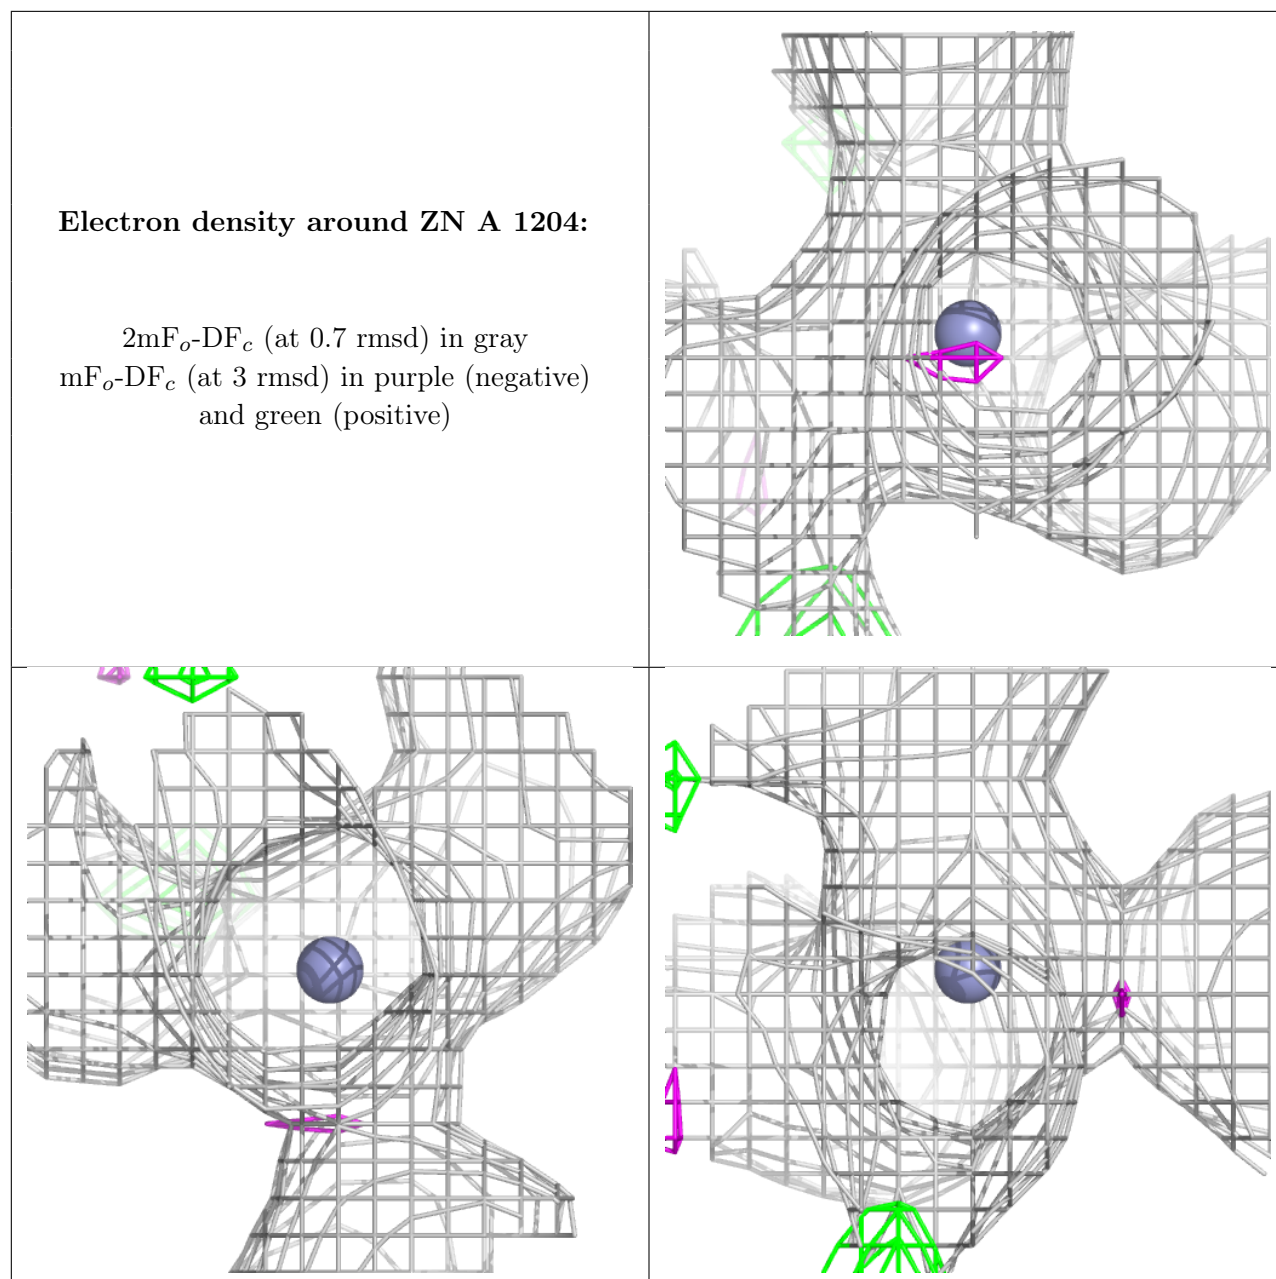 Electron density around ZN A 1204:
2mFo-DFc (at 0.7 rmsd) in gray
mFo-DFc (at 3 rmsd) in purple (negative)
and green (positive)